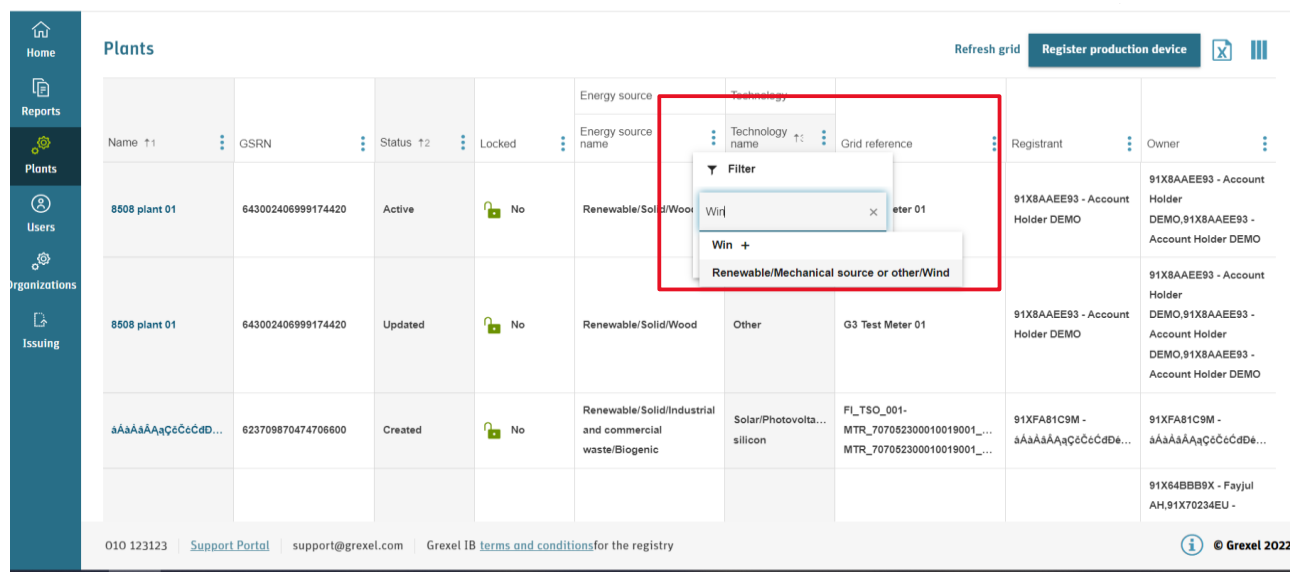 Home
Reports
Plants
Users
Organizations
Issuing
Plants
Refresh grid
Register production device
Energy source
Technology
Name ↑1
GSRN
Status ↑2
Locked
Energy source
name
Technology
name
Grid reference
Registrant
Owner
Filter
Win
Win +
Renewable/Mechanical source or other/Wind
8508 plant 01
643002406999174420
Active
No
Renewable/Solid/Wood
eter 01
91X8AAEE93 - Account
Holder DEMO
91X8AAEE93 - Account
Holder
DEMO,91X8AAEE93 -
Account Holder DEMO
8508 plant 01
643002406999174420
Updated
No
Renewable/Solid/Wood
Other
G3 Test Meter 01
91X8AAEE93 - Account
Holder DEMO
91X8AAEE93 - Account
Holder
DEMO,91X8AAEE93 -
Account Holder
DEMO,91X8AAEE93 -
Account Holder DEMO
623709870474706600
Created
No
Renewable/Solid/Industrial
and commercial
waste/Biogenic
Solar/Photovolta...
silicon
FI_TSO_001-
MTR_707052300010019001_...
MTR_707052300010019001_...
91XFA81C9M -
91XFA81C9M -
91X64BBB9X - Fayjul
AH,91X70234EU -
010 123123
Support Portal
support@grexel.com
Grexel IB terms and conditionsfor the registry
© Grexel 2022